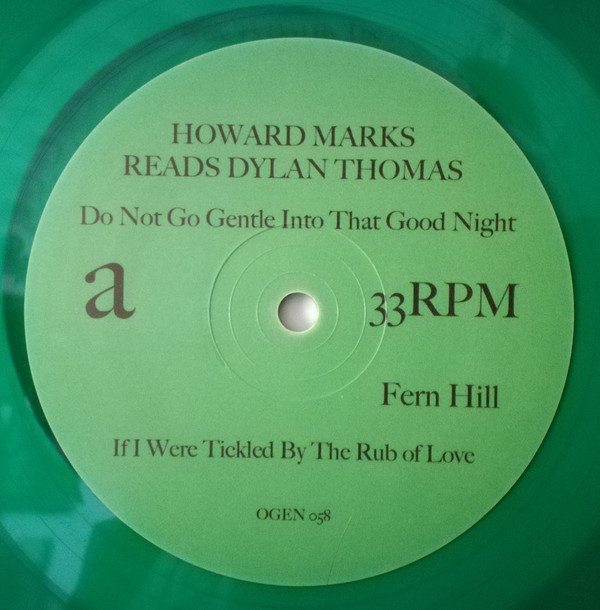 HOWARD MARKS
READS DYLAN THOMAS
Do Not Go Gentle Into That Good Night
a
33RPM
Fern Hill
If I Were Tickled By The Rub of Love
OGEN 058